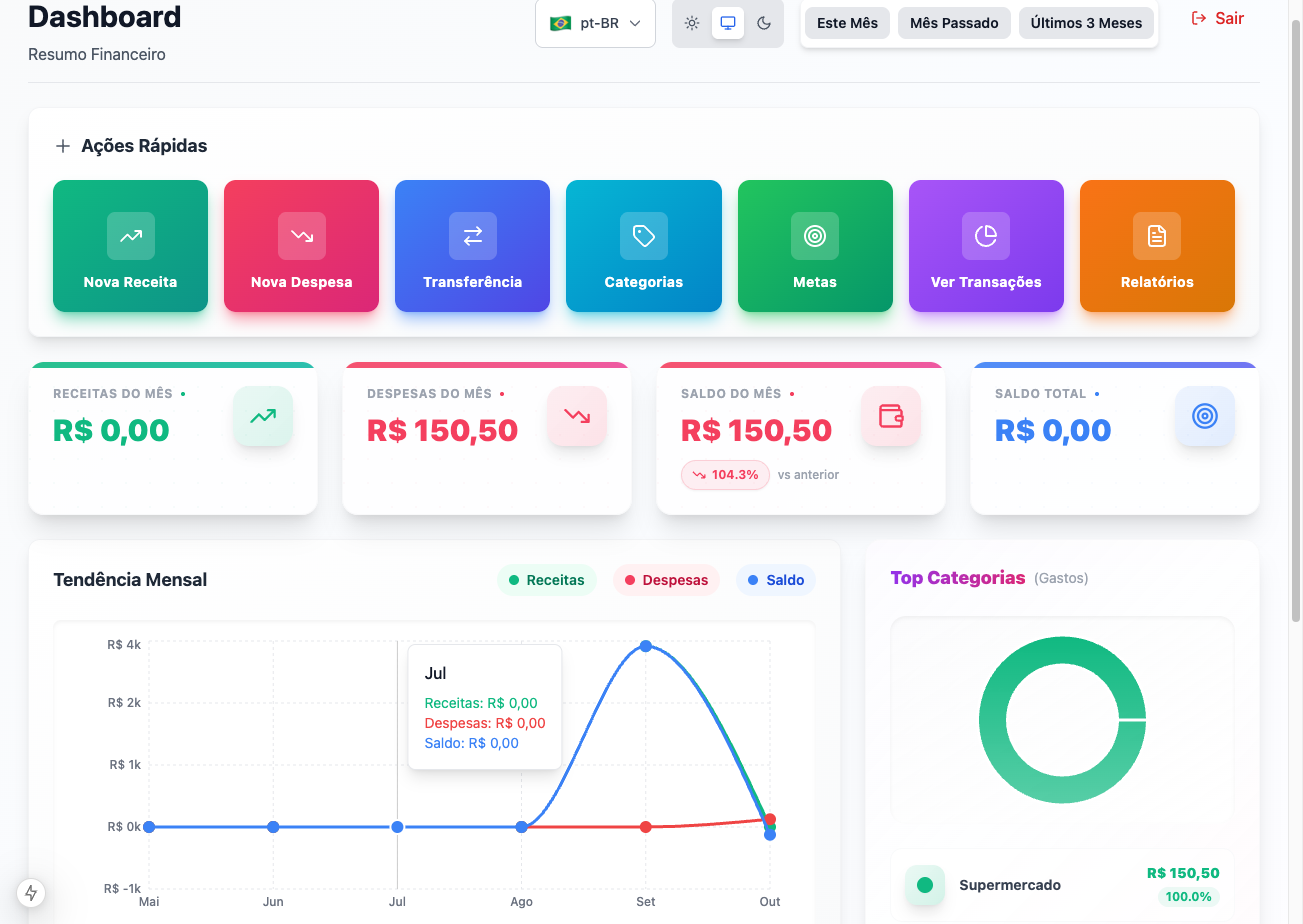 Dashboard
Resumo Financeiro
pt-BR
Este Mês
Mês Passado
Últimos 3 Meses
Sair
Ações Rápidas
Nova Receita
Nova Despesa
Transferência
Categorias
Metas
Ver Transações
Relatórios
RECEITAS DO MÊS
R$ 0,00
DESPESAS DO MÊS
R$ 150,50
SALDO DO MÊS
R$ 150,50
104.3% vs anterior
SALDO TOTAL
R$ 0,00
Tendência Mensal
Receitas
Despesas
Saldo
R$ 4k
R$ 2k
R$ 1k
R$ 0k
R$ -1k
Mai
Jun
Jul
Ago
Set
Out
Jul
Receitas: R$ 0,00
Despesas: R$ 0,00
Saldo: R$ 0,00
Top Categorias (Gastos)
Supermercado
R$ 150,50
100.0%